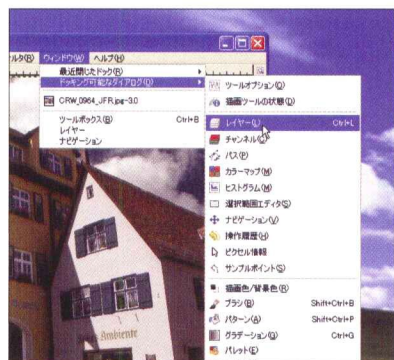 ルタ(R) ウィンドウ(W) ヘルプ(H)
最近閉じたドック(R)
ドッキング可能なダイアログ(D)
CRW_0964_JFR.jpg-3.0
ツールボックス(B) Ctrl+B
レイヤー
ナビゲーション
ツールオプション(O)
描画ツールの状態(D)
レイヤー(L) Ctrl+L
チャンネル(C)
パス(P)
カラーマップ(M)
ヒストグラム(M)
選択範囲エディタ(S)
ナビゲーション(V)
操作履歴(H)
ピクセル情報
サンプルポイント(S)
描画色/背景色(R)
ブラシ(B) Shift+Ctrl+B
パターン(A) Shift+Ctrl+P
グラデーション(G) Ctrl+G
パレット(E)
Ambiente